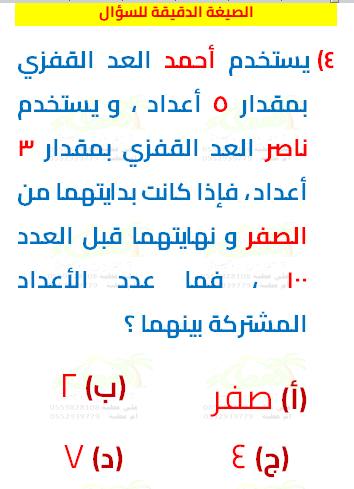 الصيغة الدقيقة للسؤال
٤) يستخدم أحمد العد القفزي
بمقدار ٥ أعداد ، و يستخدم
ناصر العد القفزي بمقدار ٣
أعداد ، فإذا كانت بدايتهما من
الصفر و نهايتهما قبل العدد
١٠٠ ، فما عدد الأعداد
المشتركة بينهما ؟
(أ) صفر (ب) ٢
(ج) ٤ (د) ٧